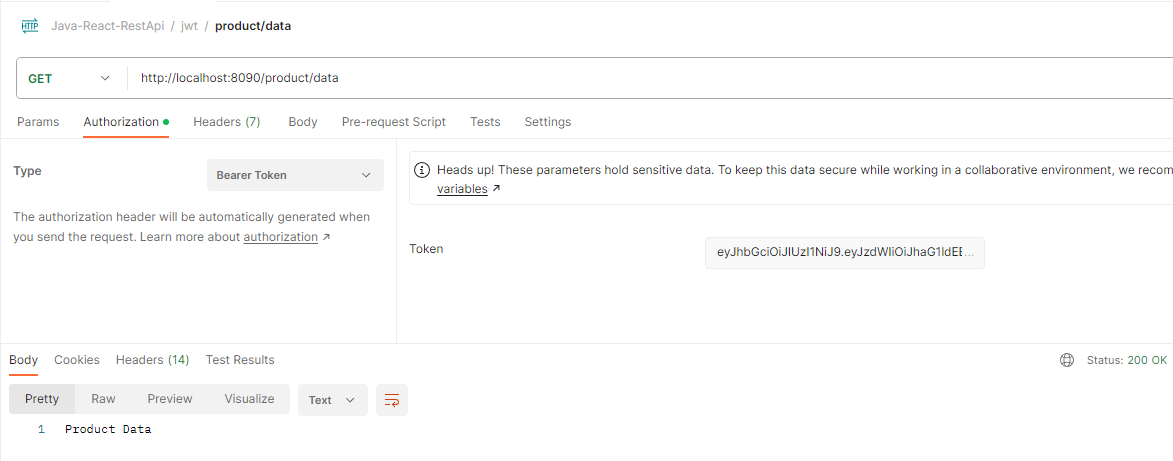 HTTP Java-React-RestApi / jwt / product/data
GET http://localhost:8090/product/data
Params Authorization Headers (7) Body Pre-request Script Tests Settings
Type Bearer Token
The authorization header will be automatically generated when
you send the request. Learn more about authorization ↗
Heads up! These parameters hold sensitive data. To keep this data secure while working in a collaborative environment, we recom
variables ↗
Token eyJhbGciOiJIUzI1NiJ9.eyJzdWIiOiJhaG1ldEE...
Body Cookies Headers (14) Test Results Status: 200 OK
Pretty Raw Preview Visualize Text
1 Product Data